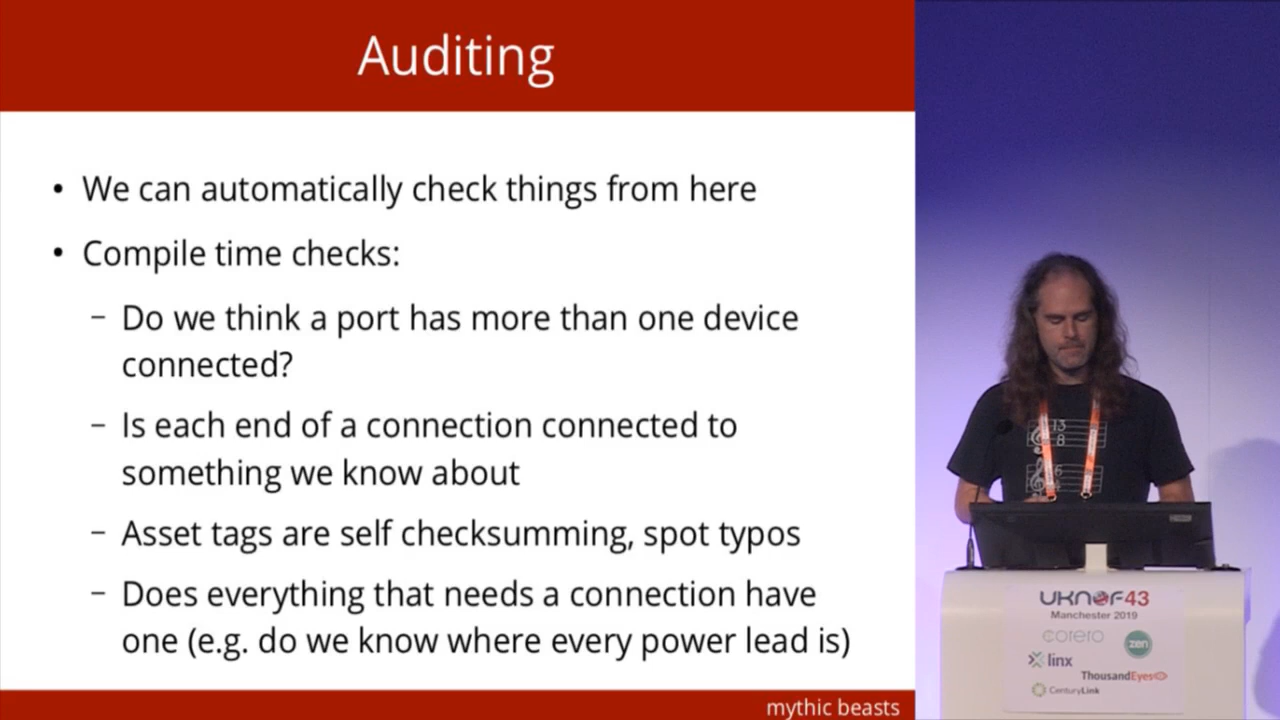 Auditing
• We can automatically check things from here
• Compile time checks:
– Do we think a port has more than one device
connected?
– Is each end of a connection connected to
something we know about
– Asset tags are self checksumming, spot typos
– Does everything that needs a connection have
one (e.g. do we know where every power lead is)
mythic beasts
13
8
6
UKNOF43
Manchester 2019
corero
zen
linx
ThousandEyes
CenturyLink